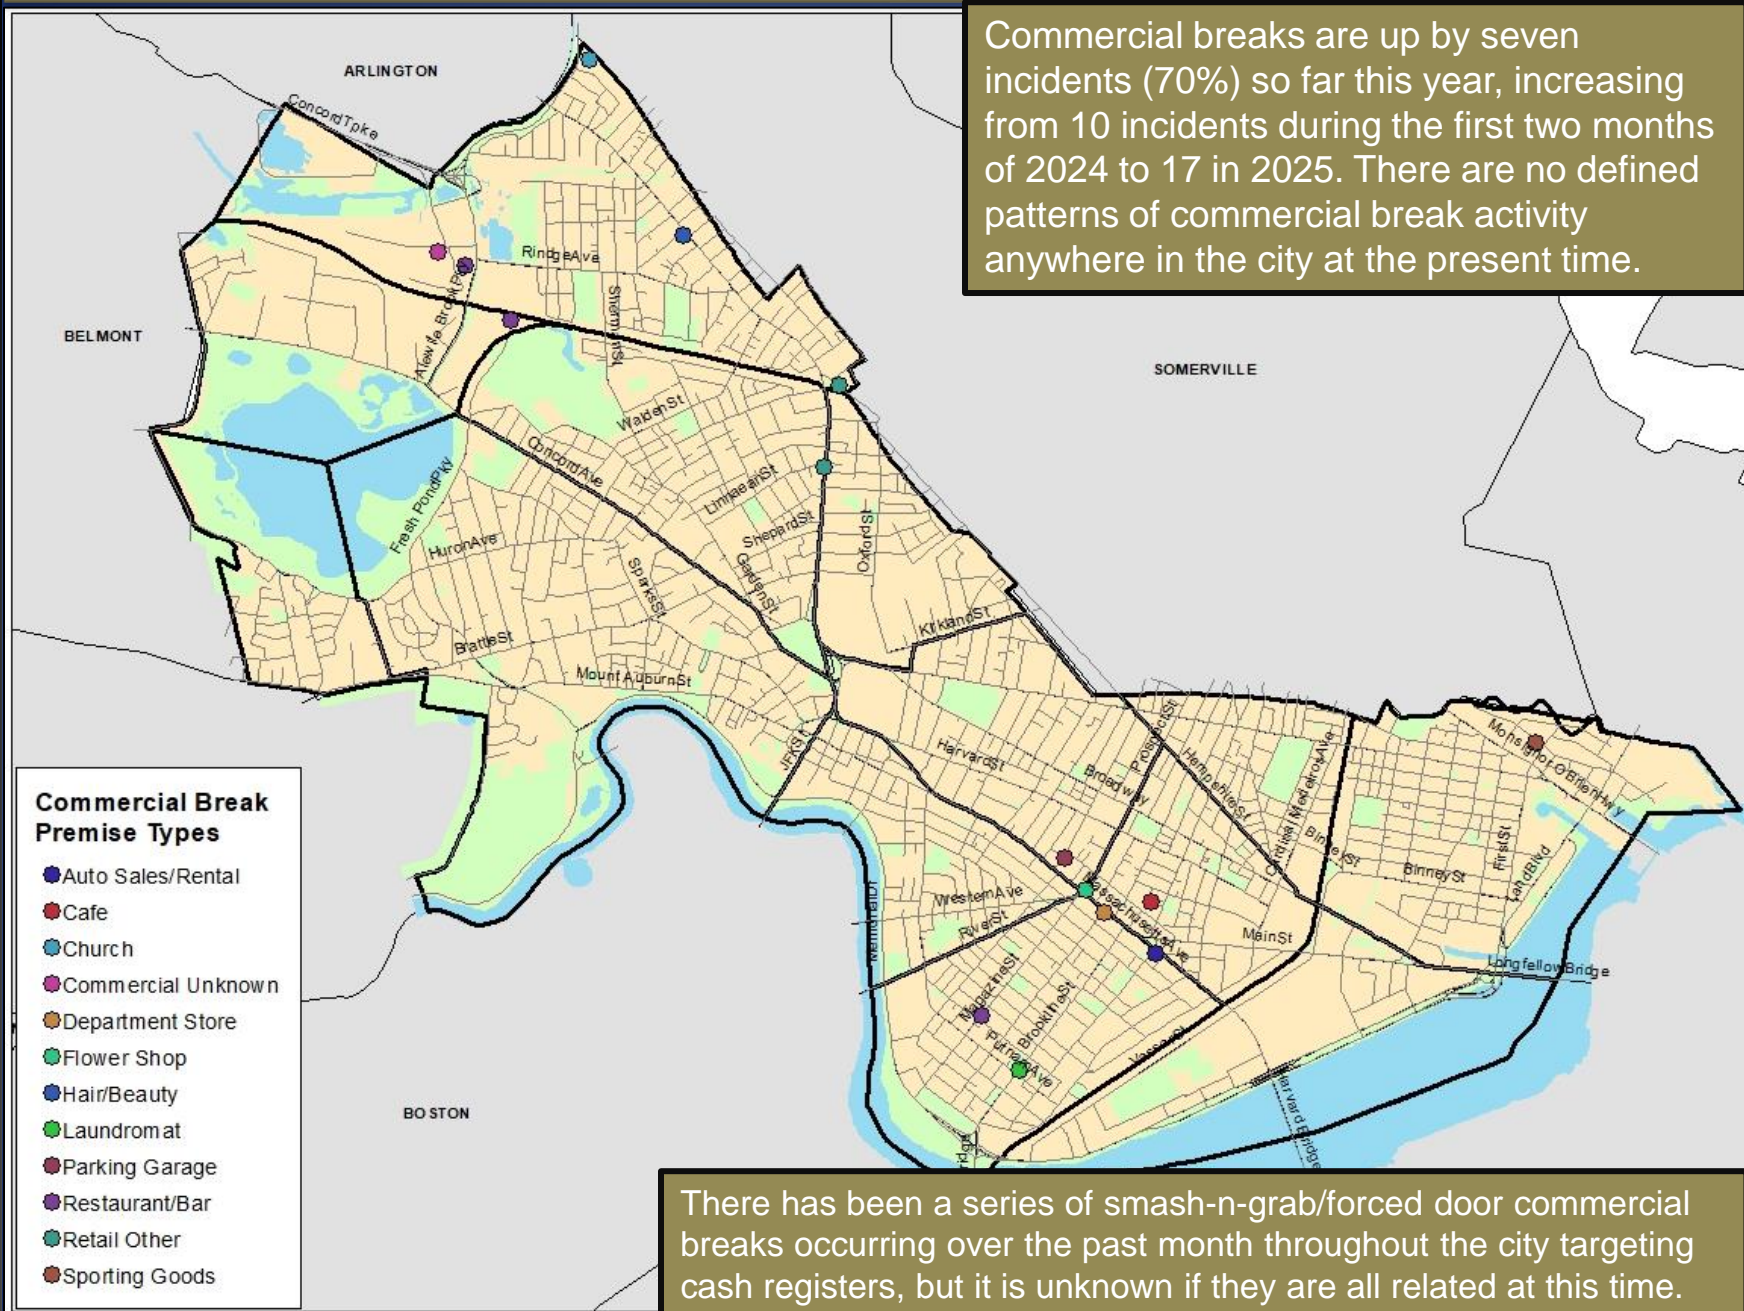 Commercial breaks are up by seven
incidents (70%) so far this year, increasing
from 10 incidents during the first two months
of 2024 to 17 in 2025. There are no defined
patterns of commercial break activity
anywhere in the city at the present time.
ARLINGTON
Concord Tpke
Rindge Ave
Sherman St
BELMONT
SOMERVILLE
Walden St
Concord Ave
Linnaean St
Fresh Pond Pky
Shepard St
Oxford St
Huron Ave
Garden St
Sparks St
Kirkland St
Brattle St
Mount Auburn St
JFK St
Harvard St
Broadway
Prospect St
Hampshire St
Cardinal Medeiros Ave
Monsignor O'Brien Hwy
Binney St
Binney St
First St
Land Blvd
Western Ave
River St
Massachusetts Ave
Main St
Memorial Dr
Longfellow Bridge
Magazine St
Brookline St
Putnam Ave
Vassar St
Harvard Bridge
BOSTON
Commercial Break
Premise Types
Auto Sales/Rental
Cafe
Church
Commercial Unknown
Department Store
Flower Shop
Hair/Beauty
Laundromat
Parking Garage
Restaurant/Bar
Retail Other
Sporting Goods
There has been a series of smash-n-grab/forced door commercial
breaks occurring over the past month throughout the city targeting
cash registers, but it is unknown if they are all related at this time.